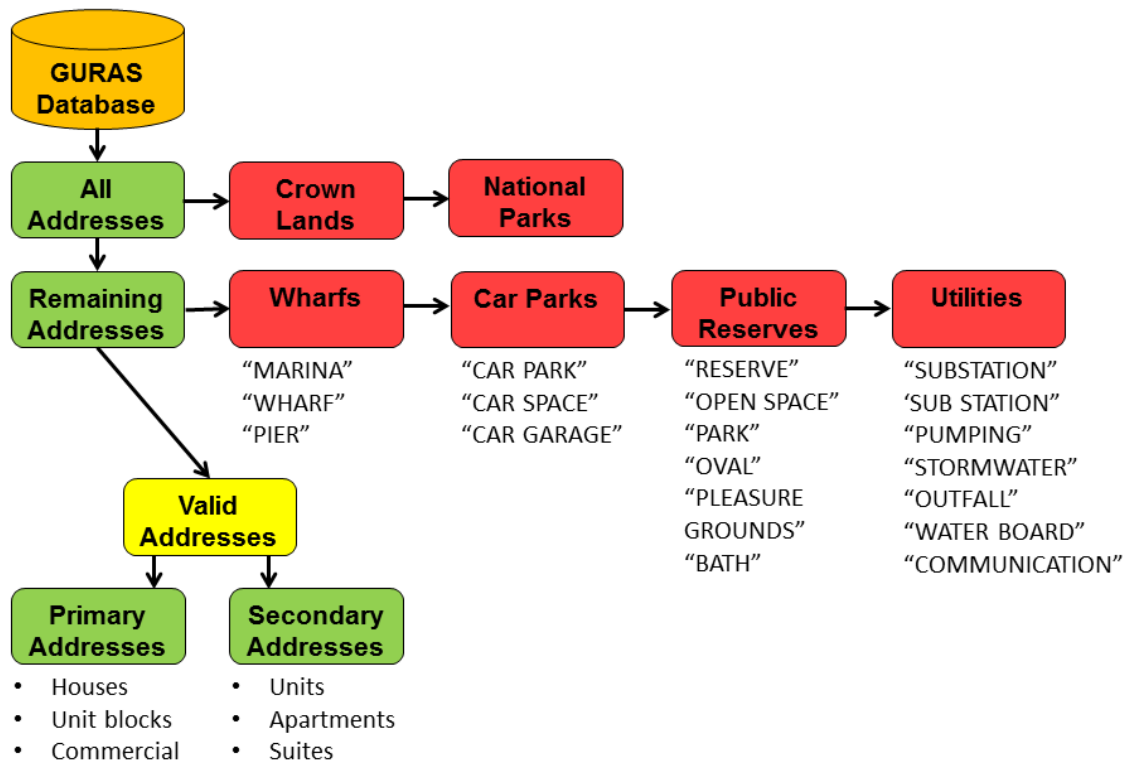 GURAS
Database
All
Addresses
Crown
Lands
National
Parks
Remaining
Addresses
Wharfs
Car Parks
Public
Reserves
Utilities
“MARINA”
“WHARF”
“PIER”
“CAR PARK”
“CAR SPACE”
“CAR GARAGE”
“RESERVE”
“OPEN SPACE”
“PARK”
“OVAL”
“PLEASURE
GROUNDS”
“BATH”
“SUBSTATION”
‘SUB STATION”
“PUMPING”
“STORMWATER”
“OUTFALL”
“WATER BOARD”
“COMMUNICATION”
Valid
Addresses
Primary
Addresses
• Houses
• Unit blocks
• Commercial
Secondary
Addresses
• Units
• Apartments
• Suites